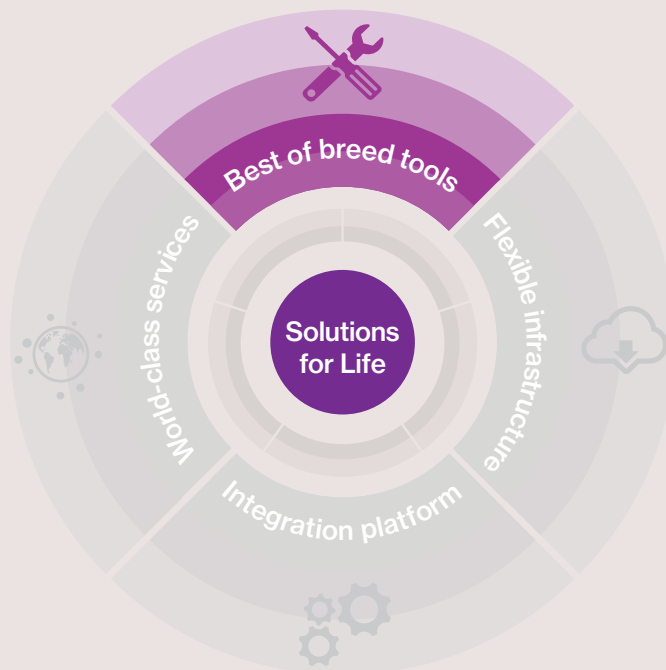 Best of breed tools
World-class services
Flexible infrastructure
Solutions
for Life
Integration platform